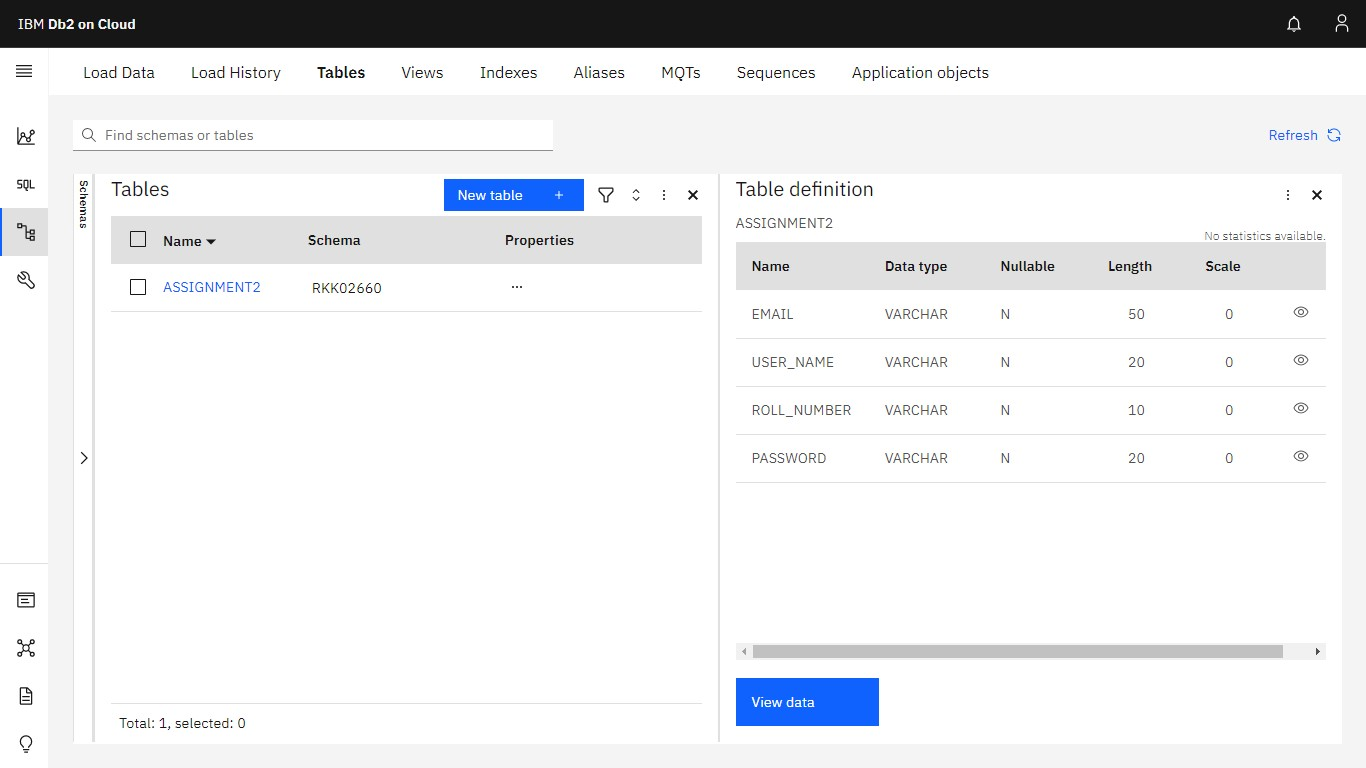 IBM Db2 on Cloud
Load Data Load History Tables Views Indexes Aliases MQTs Sequences Application objects
Find schemas or tables
Refresh
SQL
Schemas
Tables
New table +
Name Schema Properties
ASSIGNMENT2 RKK02660 ...
Total: 1, selected: 0
Table definition
ASSIGNMENT2
No statistics available.
Name Data type Nullable Length Scale
EMAIL VARCHAR N 50 0
USER_NAME VARCHAR N 20 0
ROLL_NUMBER VARCHAR N 10 0
PASSWORD VARCHAR N 20 0
View data